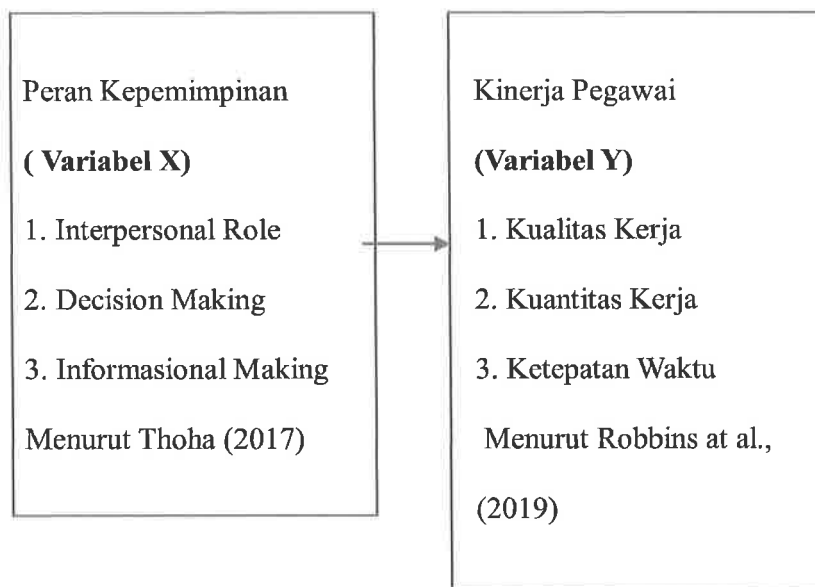 Peran Kepemimpinan
( Variabel X)
1. Interpersonal Role
2. Decision Making
3. Informasional Making
Menurut Thoha (2017)
Kinerja Pegawai
(Variabel Y)
1. Kualitas Kerja
2. Kuantitas Kerja
3. Ketepatan Waktu
Menurut Robbins at al.,
(2019)